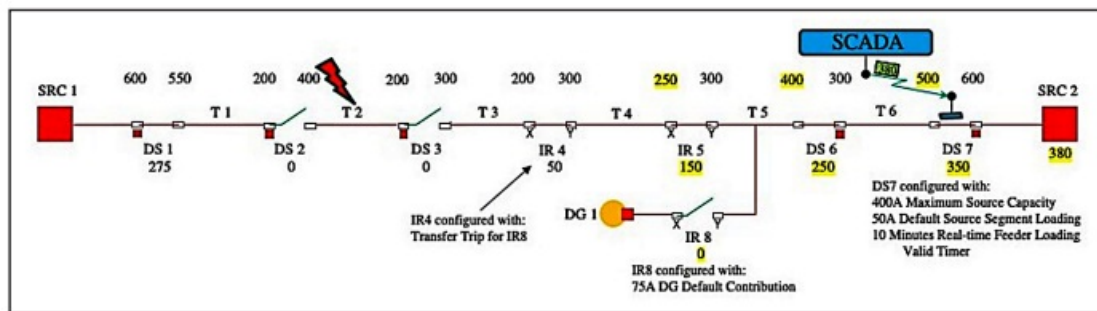 SCADA
380
600 550 200 400 200 300 200 300 250 300 400 300 500 600
SRC 1 SRC 2
T 1 T 2 T 3 T 4 T 5 T 6
DS 1 DS 2 DS 3 IR 4 IR 5 DS 6 DS 7
275 0 0 50 150 250 350 380
DS7 configured with:
400A Maximum Source Capacity
50A Default Source Segment Loading
10 Minutes Real-time Feeder Loading
Valid Timer
IR4 configured with:
Transfer Trip for IR8
DG 1
IR 8
0
IR8 configured with:
75A DG Default Contribution